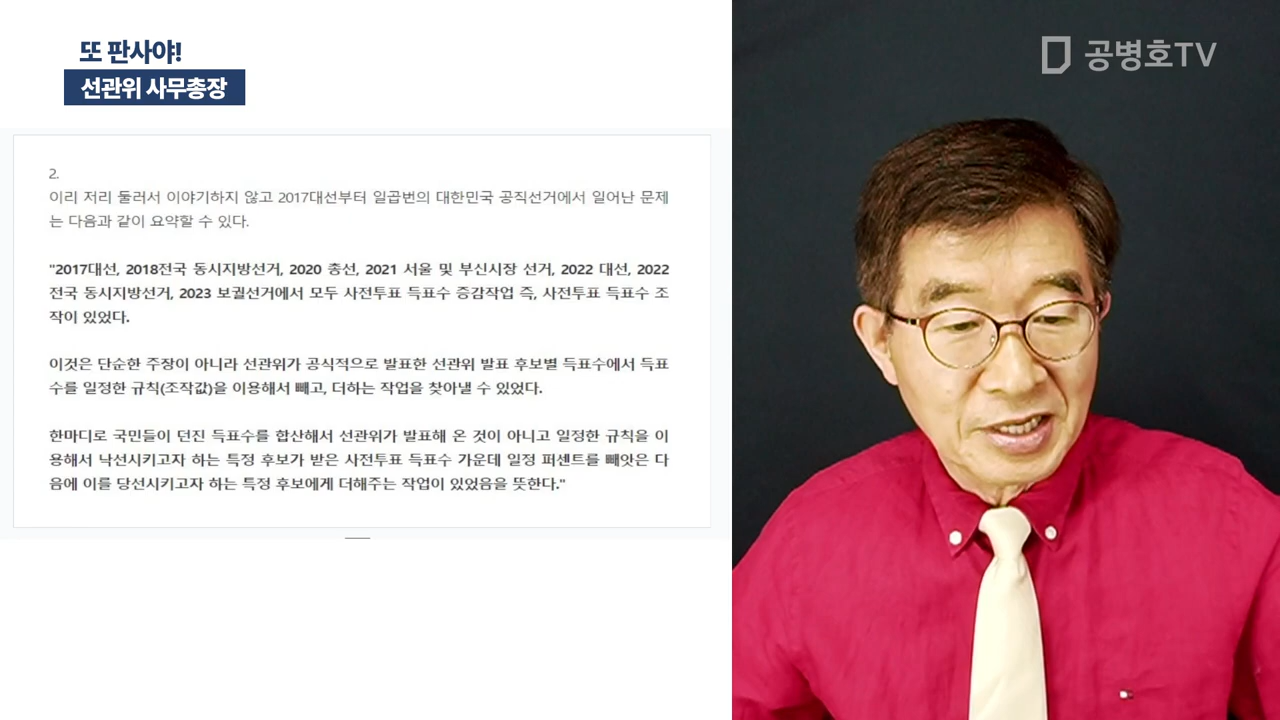 또 판사야!
선관위 사무총장
공병호TV
2.
이리 저리 둘러서 이야기하지 않고 2017대선부터 일곱번의 대한민국 공직선거에서 일어난 문제
는 다음과 같이 요약할 수 있다.
"2017대선, 2018전국 동시지방선거, 2020 총선, 2021 서울 및 부신시장 선거, 2022 대선, 2022
전국 동시지방선거, 2023 보궐선거에서 모두 사전투표 득표수 증감작업 즉, 사전투표 득표수 조
작이 있었다.
이것은 단순한 주장이 아니라 선관위가 공식적으로 발표한 선관위 발표 후보별 득표수에서 득표
수를 일정한 규칙(조작값)을 이용해서 빼고, 더하는 작업을 찾아낼 수 있었다.
한마디로 국민들이 던진 득표수를 합산해서 선관위가 발표해 온 것이 아니고 일정한 규칙을 이
용해서 낙선시키고자 하는 특정 후보가 받은 사전투표 득표수 가운데 일정 퍼센트를 빼앗은 다
음에 이를 당선시키고자 하는 특정 후보에게 더해주는 작업이 있었음을 뜻한다."